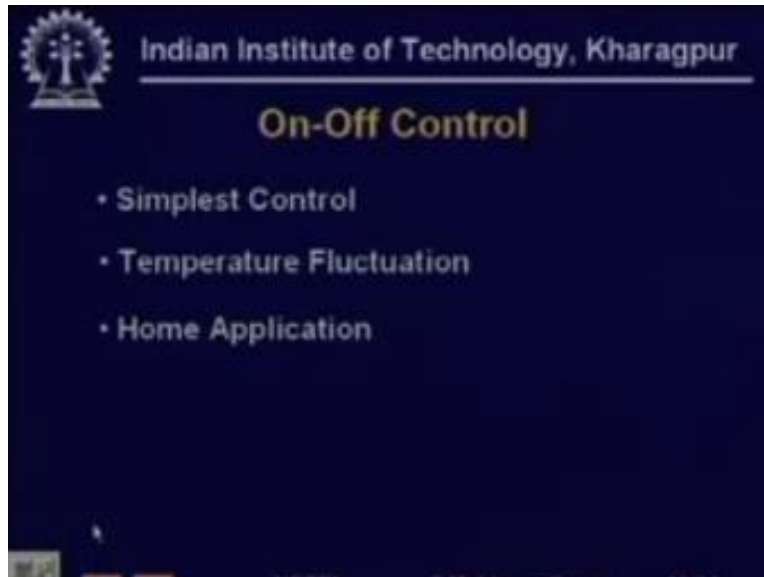 Indian Institute of Technology, Kharagpur
On-Off Control
• Simplest Control
• Temperature Fluctuation
• Home Application